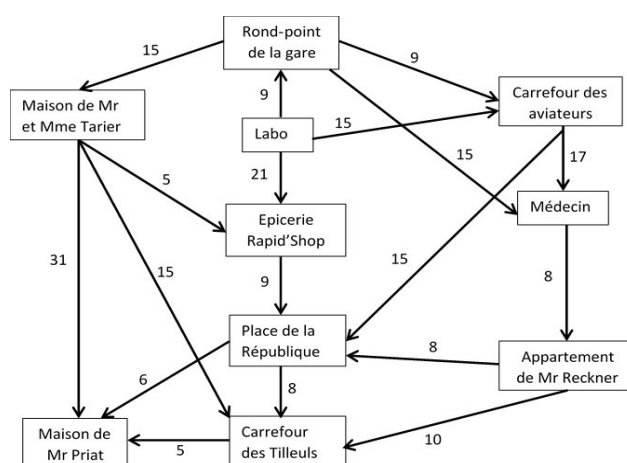 Rond-point
de la gare
15
9
Maison de Mr
et Mme Tarier
9
Carrefour des
aviateurs
Labo
15
15
17
21
5
Epicerie
Rapid'Shop
Médecin
31
15
9
15
8
Place de la
République
8
Appartement
de Mr Reckner
6
8
Maison de
Mr Priat
5
Carrefour
des Tilleuls
10